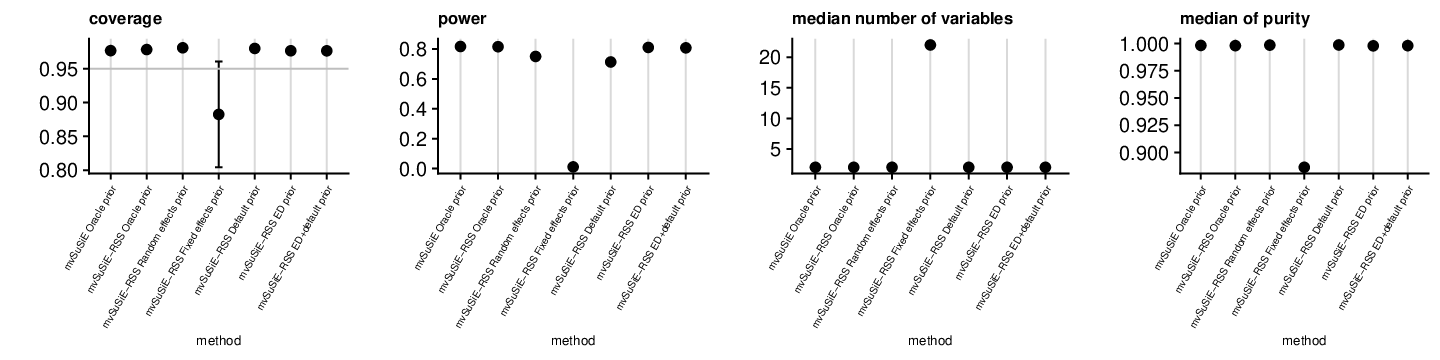 coverage
0.95
0.90
0.85
0.80
mvSuSiE Oracle prior
mvSuSiE−RSS Oracle prior
mvSuSiE−RSS Random effects prior
mvSuSiE−RSS Fixed effects prior
mvSuSiE−RSS Default prior
mvSuSiE−RSS ED prior
mvSuSiE−RSS ED+default prior
method
power
0.8
0.6
0.4
0.2
0.0
mvSuSiE Oracle prior
mvSuSiE−RSS Oracle prior
mvSuSiE−RSS Random effects prior
mvSuSiE−RSS Fixed effects prior
mvSuSiE−RSS Default prior
mvSuSiE−RSS ED prior
mvSuSiE−RSS ED+default prior
method
median number of variables
20
15
10
5
mvSuSiE Oracle prior
mvSuSiE−RSS Oracle prior
mvSuSiE−RSS Random effects prior
mvSuSiE−RSS Fixed effects prior
mvSuSiE−RSS Default prior
mvSuSiE−RSS ED prior
mvSuSiE−RSS ED+default prior
method
median of purity
1.000
0.975
0.950
0.925
0.900
mvSuSiE Oracle prior
mvSuSiE−RSS Oracle prior
mvSuSiE−RSS Random effects prior
mvSuSiE−RSS Fixed effects prior
mvSuSiE−RSS Default prior
mvSuSiE−RSS ED prior
mvSuSiE−RSS ED+default prior
method